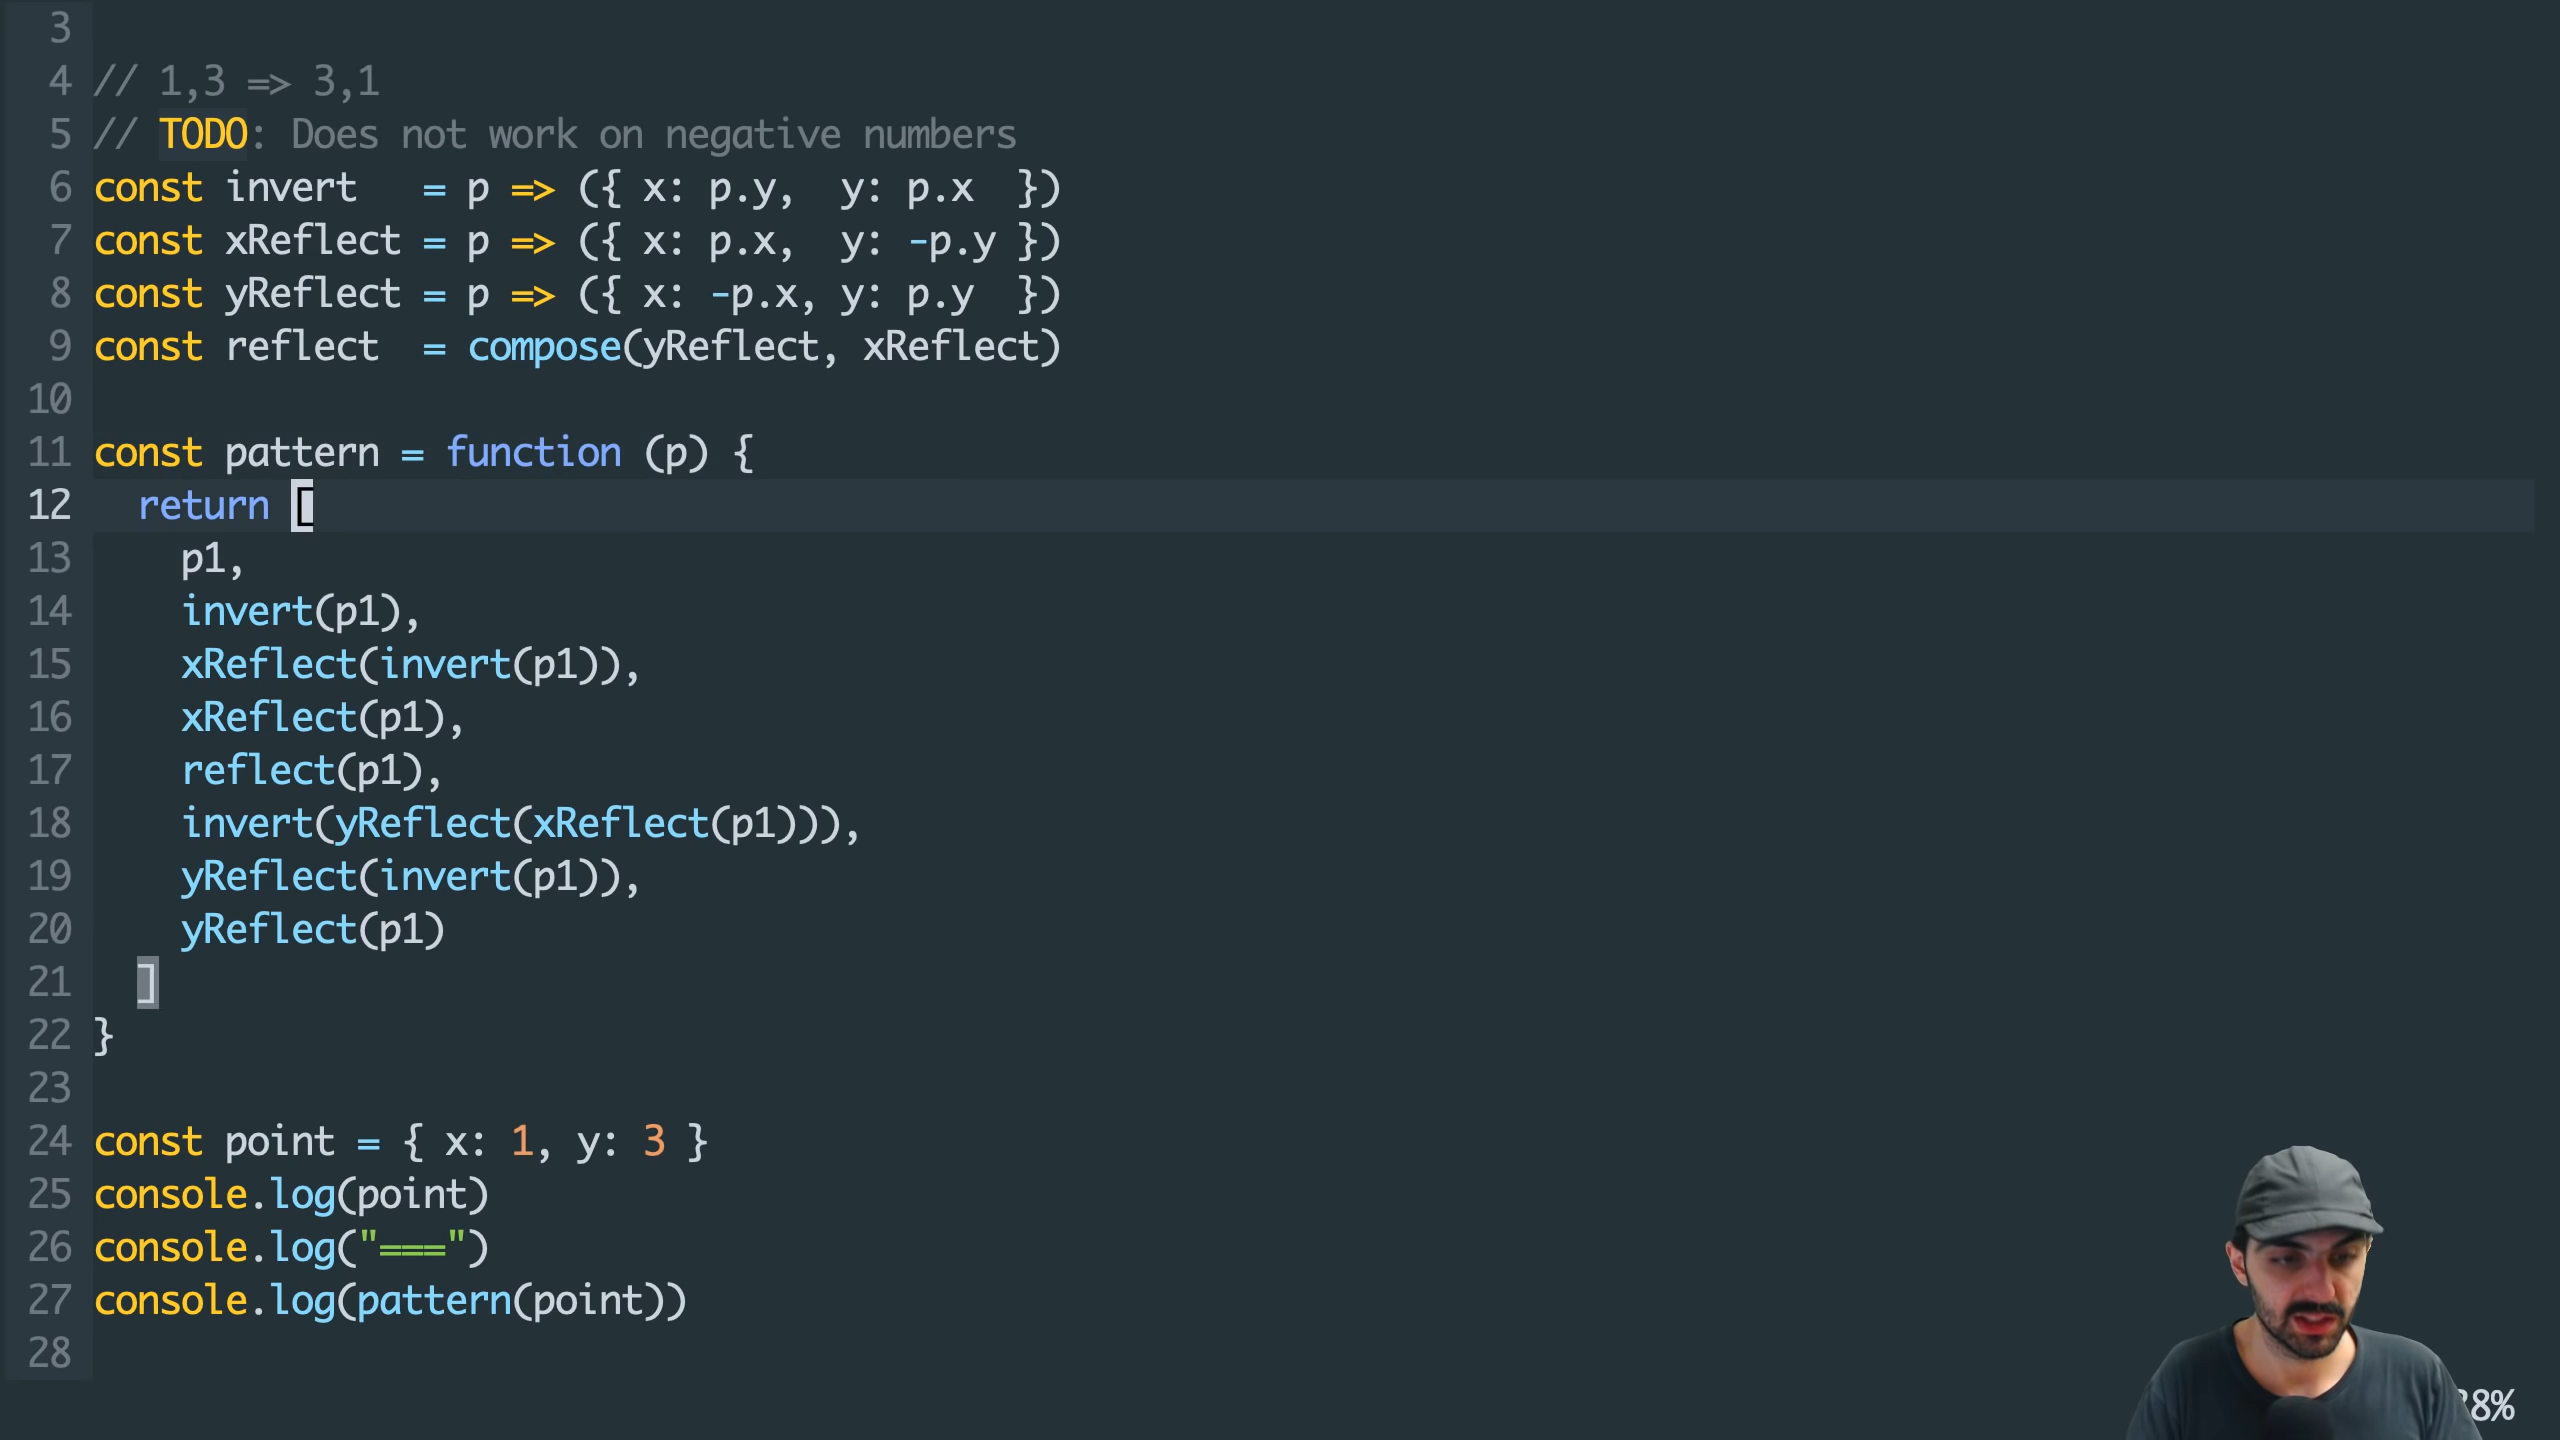 3
4 // 1,3 => 3,1
5 // TODO: Does not work on negative numbers
6 const invert   = p => ({ x: p.y,  y: p.x  })
7 const xReflect = p => ({ x: p.x,  y: -p.y })
8 const yReflect = p => ({ x: -p.x, y: p.y  })
9 const reflect  = compose(yReflect, xReflect)
10
11 const pattern = function (p) {
12   return [
13     p1,
14     invert(p1),
15     xReflect(invert(p1)),
16     xReflect(p1),
17     reflect(p1),
18     invert(yReflect(xReflect(p1))),
19     yReflect(invert(p1)),
20     yReflect(p1)
21   ]
22 }
23
24 const point = { x: 1, y: 3 }
25 console.log(point)
26 console.log("===")
27 console.log(pattern(point))
28